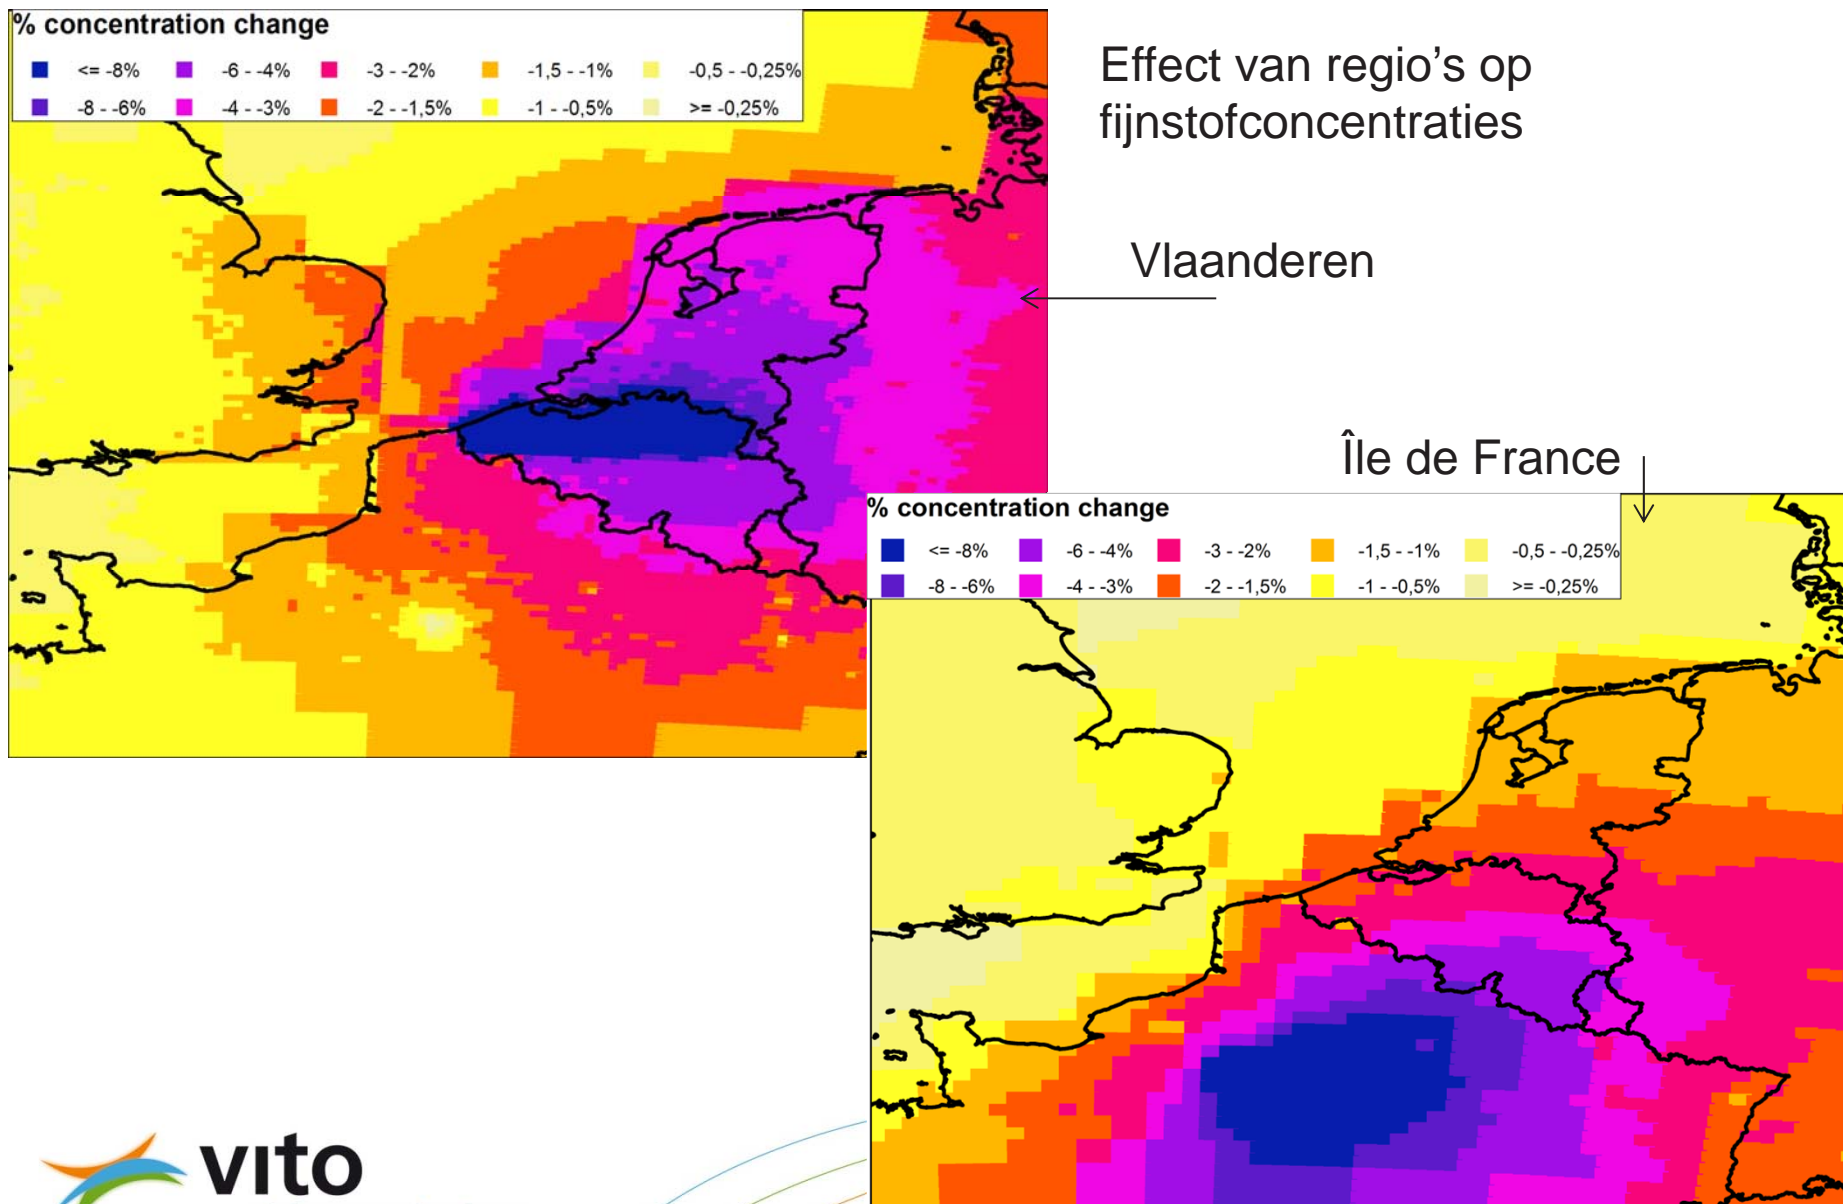 % concentration change
<= -8% -6 - -4% -3 - -2% -1,5 - -1% -0,5 - -0,25%
-8 - -6% -4 - -3% -2 - -1,5% -1 - -0,5% >= -0,25%
Effect van regio's op
fijnstofconcentraties
Vlaanderen
Île de France
% concentration change
<= -8% -6 - -4% -3 - -2% -1,5 - -1% -0,5 - -0,25%
-8 - -6% -4 - -3% -2 - -1,5% -1 - -0,5% >= -0,25%
vito